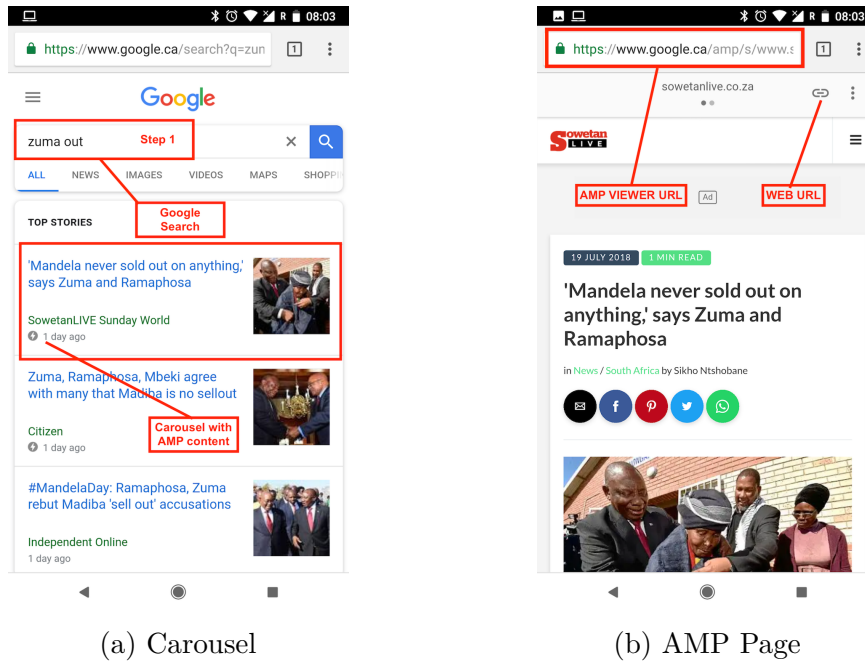 R 08:03
https://www.google.ca/search?q=zun
1
Google
zuma out
Step 1
ALL NEWS IMAGES VIDEOS MAPS SHOPPI
Google
Search
TOP STORIES
'Mandela never sold out on anything,'
says Zuma and Ramaphosa
SowetanLIVE Sunday World
1 day ago
Zuma, Ramaphosa, Mbeki agree
with many that Madiba is no sellout
Citizen
1 day ago
Carousel with
AMP content
#MandelaDay: Ramaphosa, Zuma
rebut Madiba 'sell out' accusations
Independent Online
1 day ago
(a) Carousel
R 08:03
https://www.google.ca/amp/s/www.s
1
sowetanlive.co.za
Sowetan
LIVE
AMP VIEWER URL
Ad
WEB URL
19 JULY 2018 1 MIN READ
'Mandela never sold out on
anything,' says Zuma and
Ramaphosa
in News / South Africa by Sikho Ntshobane
(b) AMP Page